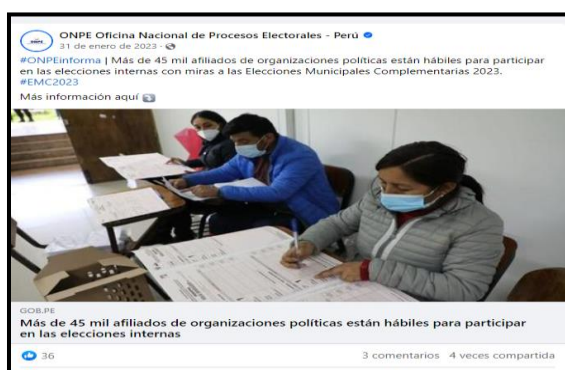 ONPE
ONPE Oficina Nacional de Procesos Electorales - Perú
31 de enero de 2023 ·
#ONPEinforma | Más de 45 mil afiliados de organizaciones políticas están hábiles para participar
en las elecciones internas con miras a las Elecciones Municipales Complementarias 2023.
#EMC2023
Más información aquí
GOB.PE
Más de 45 mil afiliados de organizaciones políticas están hábiles para participar
en las elecciones internas
36
3 comentarios 4 veces compartida